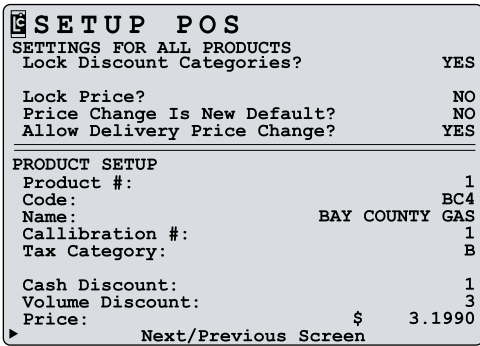 LC SETUP POS
SETTINGS FOR ALL PRODUCTS
Lock Discount Categories? YES
Lock Price? NO
Price Change Is New Default? NO
Allow Delivery Price Change? YES
PRODUCT SETUP
Product #: 1
Code: BC4
Name: BAY COUNTY GAS
Callibration #: 1
Tax Category: B
Cash Discount: 1
Volume Discount: 3
Price: $ 3.1990
Next/Previous Screen